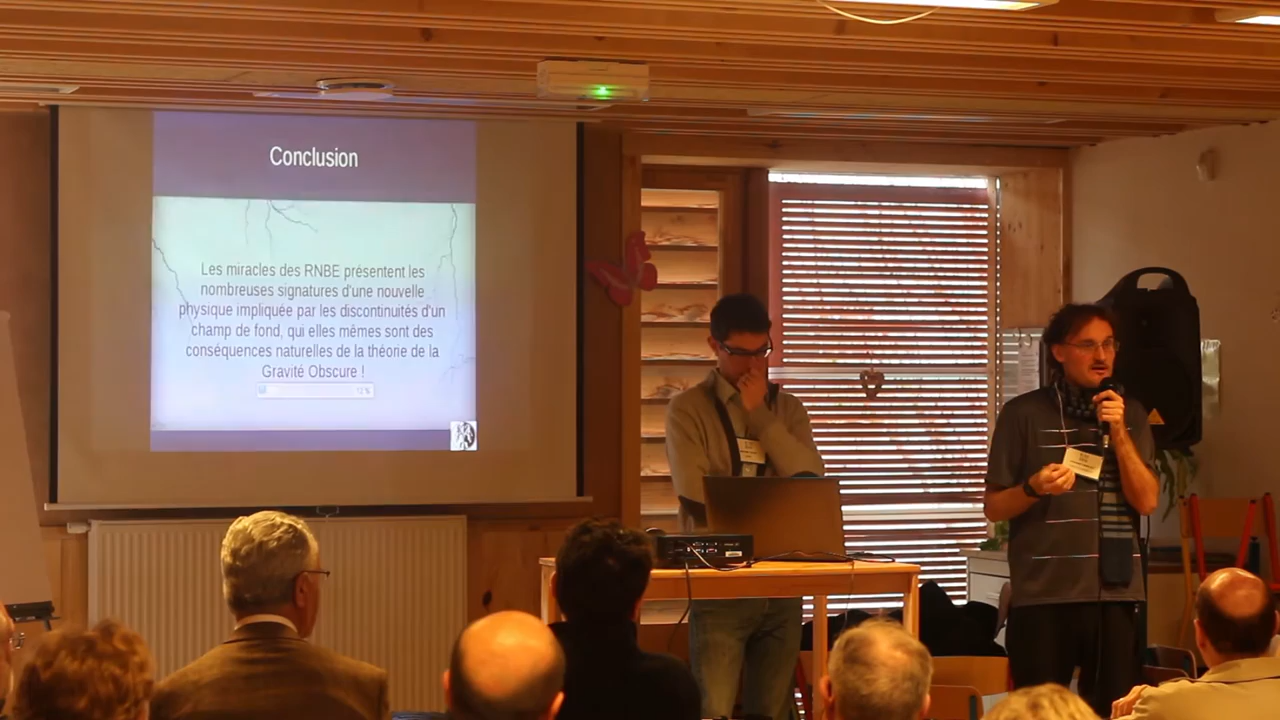 Conclusion
Les miracles des RNBE présentent les
nombreuses signatures d'une nouvelle
physique impliquée par les discontinuités d'un
champ de fond, qui elles mêmes sont des
conséquences naturelles de la théorie de la
Gravité Obscure !
12 %